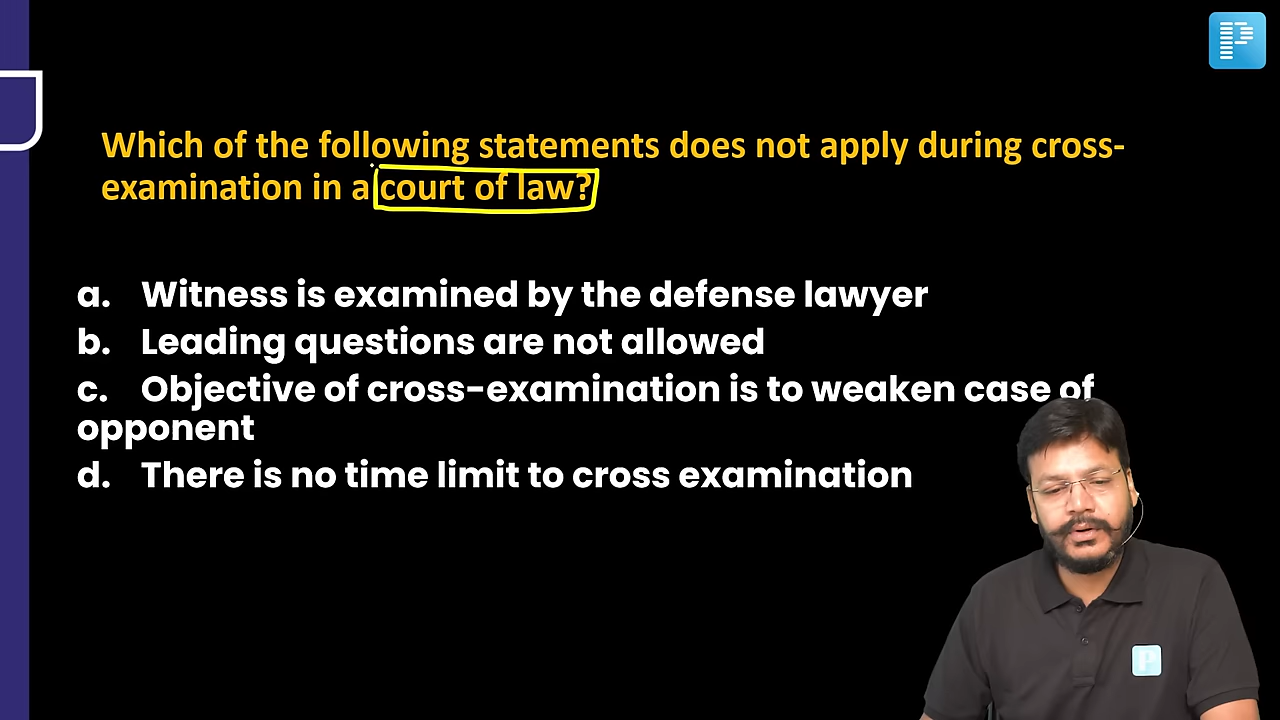 Which of the following statements does not apply during cross-
examination in a court of law?
a. Witness is examined by the defense lawyer
b. Leading questions are not allowed
c. Objective of cross-examination is to weaken case of
opponent
d. There is no time limit to cross examination